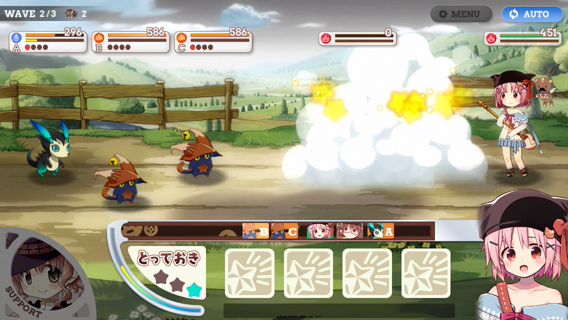 WAVE 2/3 2
MENU
AUTO
296
586
586
0
451
A
B
C
B C A
とっておき
SUPPORT